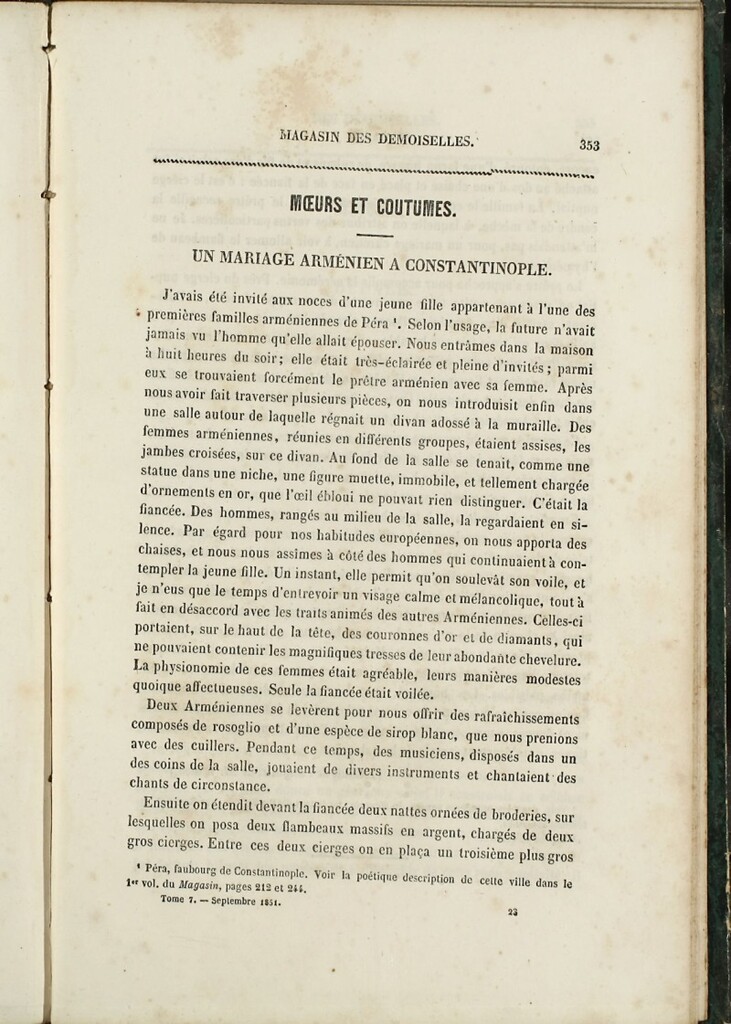 MAGASIN DES DEMOISELLES. 353
MŒURS ET COUTUMES.
UN MARIAGE ARMÉNIEN A CONSTANTINOPLE.
J'avais été invité aux noces d'une jeune fille appartenant à l'une des
premières familles arméniennes de Péra ¹. Selon l'usage, la future n'avait
jamais vu l'homme qu'elle allait épouser. Nous entrâmes dans la maison
à huit heures du soir; elle était très-éclairée et pleine d'invités; parmi
eux se trouvaient forcément le prêtre arménien avec sa femme. Après
nous avoir fait traverser plusieurs pièces, on nous introduisit enfin dans
une salle autour de laquelle régnait un divan adossé à la muraille. Des
femmes arméniennes, réunies en différents groupes, étaient assises, les
jambes croisées, sur ce divan. Au fond de la salle se tenait, comme une
statue dans une niche, une figure muette, immobile, et tellement chargée
d'ornements en or, que l'œil ébloui ne pouvait rien distinguer. C'était la
fiancée. Des hommes, rangés au milieu de la salle, la regardaient en si-
lence. Par égard pour nos habitudes européennes, on nous apporta des
chaises, et nous nous assîmes à côté des hommes qui continuaient à con-
templer la jeune fille. Un instant, elle permit qu'on soulevât son voile, et
je n'eus que le temps d'entrevoir un visage calme et mélancolique, tout à
fait en désaccord avec les traits animés des autres Arméniennes. Celles-ci
portaient, sur le haut de la tête, des couronnes d'or et de diamants, qui
ne pouvaient contenir les magnifiques tresses de leur abondante chevelure.
La physionomie de ces femmes était agréable, leurs manières modestes
quoique affectueuses. Seule la fiancée était voilée.
Deux Arméniennes se levèrent pour nous offrir des rafraîchissements
composés de rosoglio et d'une espèce de sirop blanc, que nous prenions
avec des cuillers. Pendant ce temps, des musiciens, disposés dans un
des coins de la salle, jouaient de divers instruments et chantaient des
chants de circonstance.
Ensuite on étendit devant la fiancée deux nattes ornées de broderies, sur
lesquelles on posa deux flambeaux massifs en argent, chargés de deux
gros cierges. Entre ces deux cierges on en plaça un troisième plus gros
¹ Péra, faubourg de Constantinople. Voir la poétique description de cette ville dans le
1er vol. du Magasin, pages 212 et 244.
Tome 7. — Septembre 1851. 23